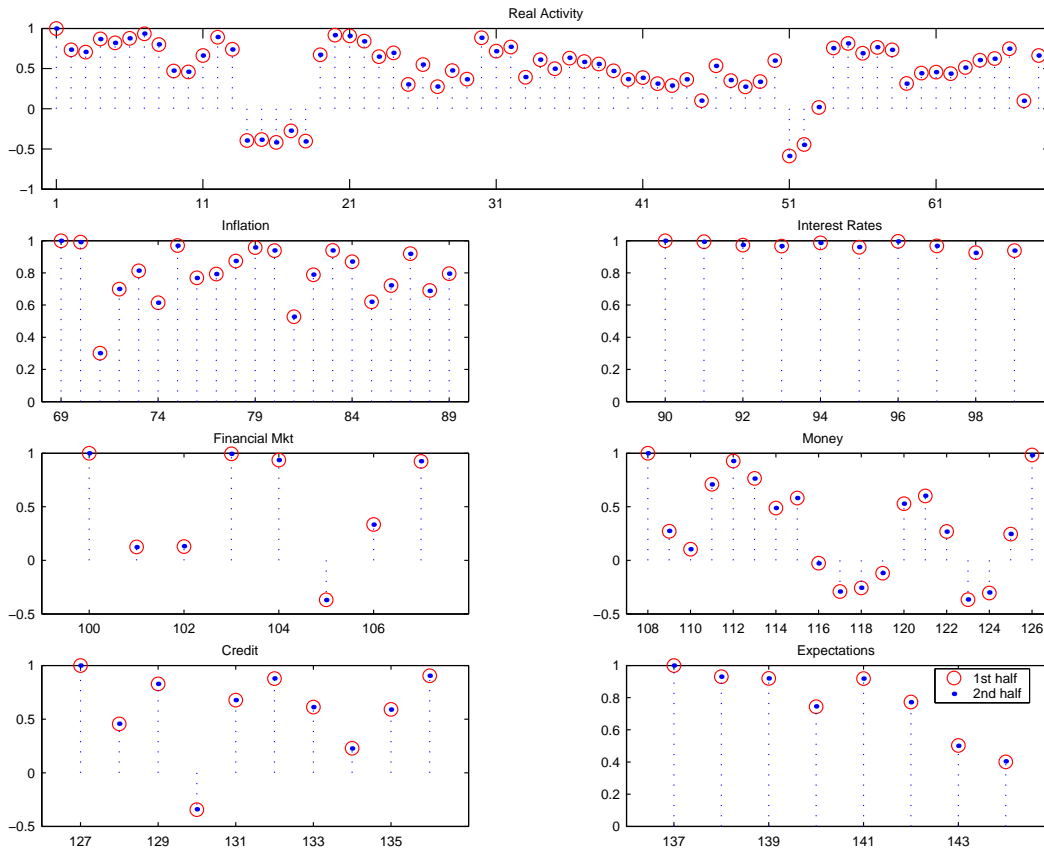 Real Activity
1
0.5
0
−0.5
−1
1 11 21 31 41 51 61
Inflation
1
0.8
0.6
0.4
0.2
0
69 74 79 84 89
Interest Rates
1
0.8
0.6
0.4
0.2
0
90 92 94 96 98
Financial Mkt
1
0.5
0
−0.5
100 102 104 106
Money
1
0.5
0
−0.5
108 110 112 114 116 118 120 122 124 126
Credit
1
0.5
0
−0.5
127 129 131 133 135
Expectations
1
0.8
0.6
0.4
0.2
0
137 139 141 143
1st half
2nd half